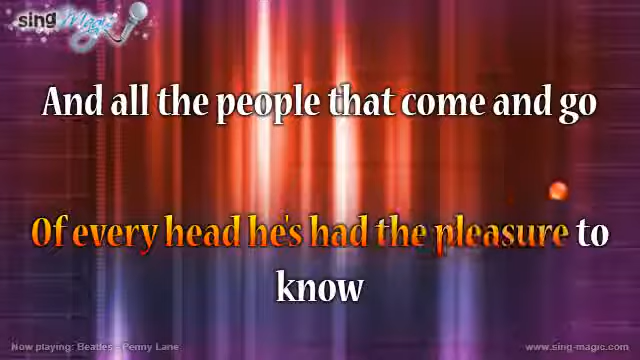 sing Magic
And all the people that come and go
Of every head he's had the pleasure to
know
Now playing: Beatles - Penny Lane
www.sing-magic.com